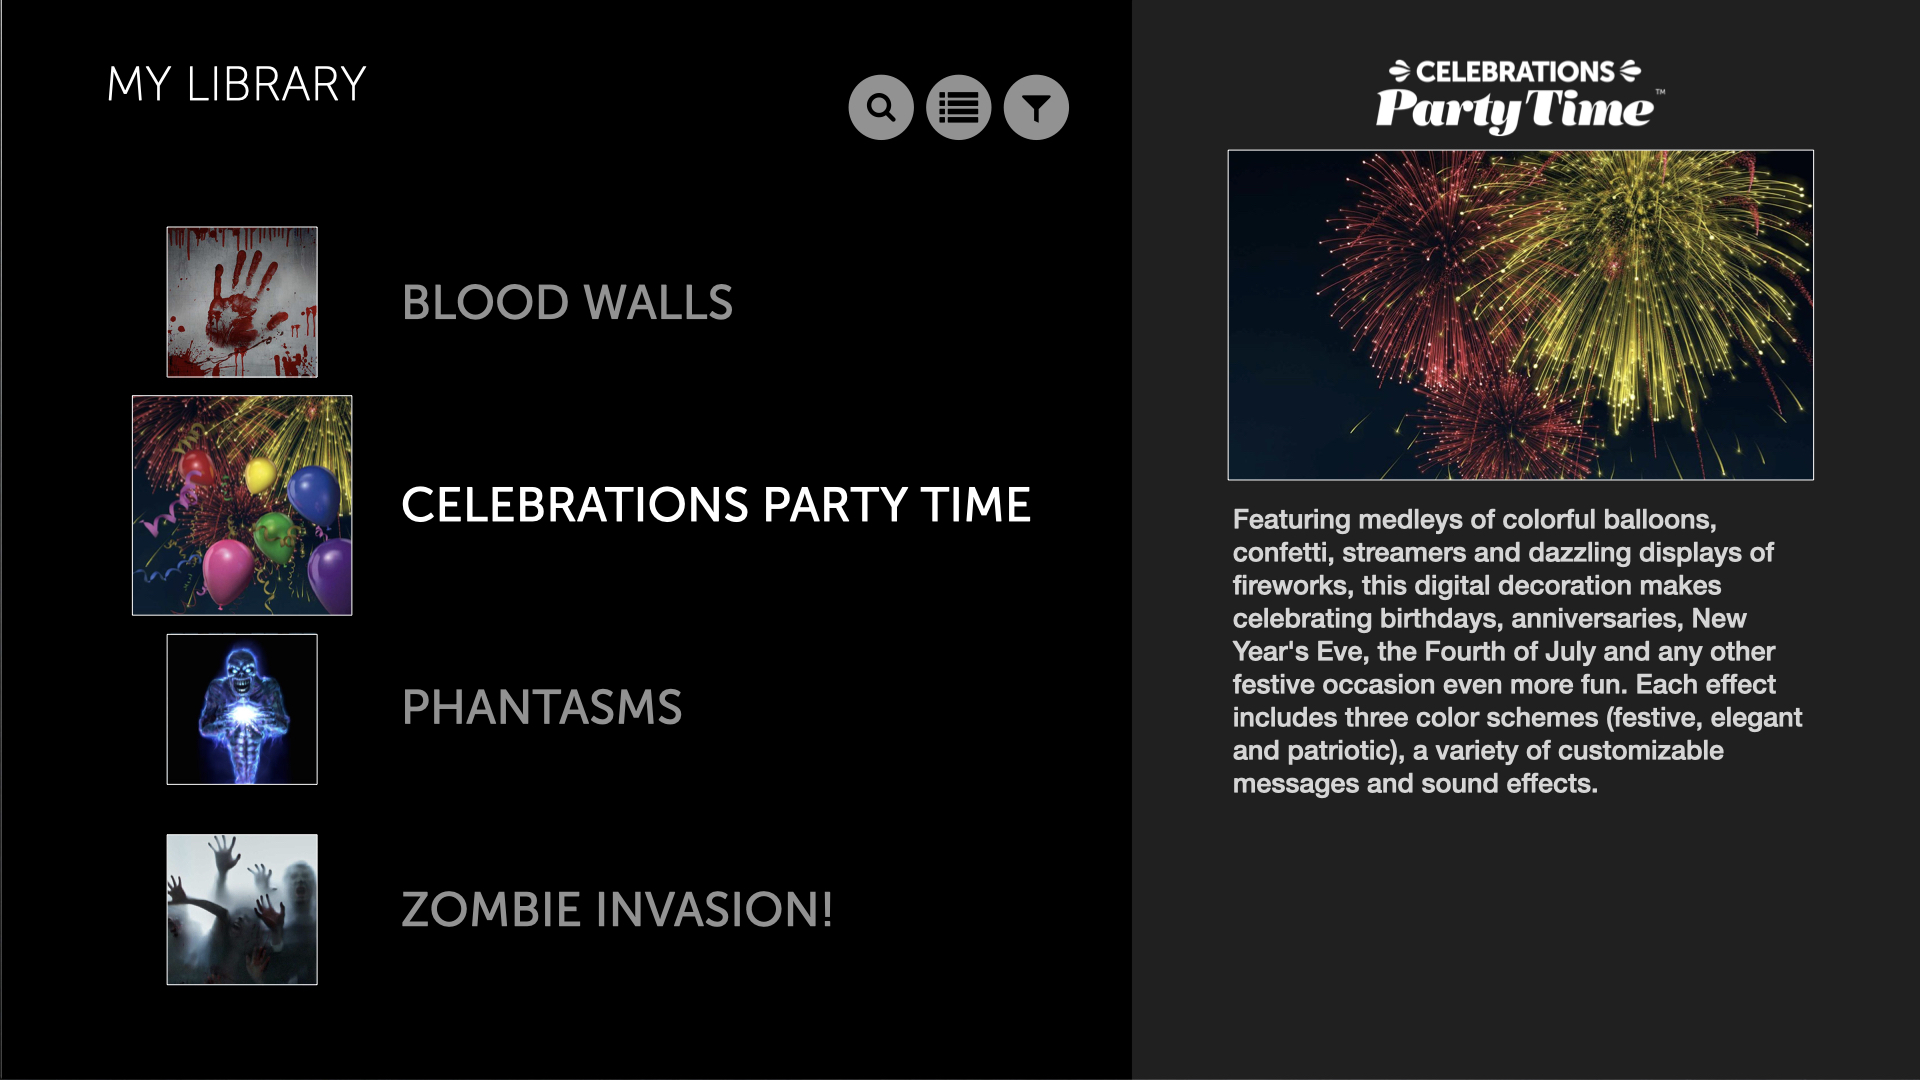 MY LIBRARY
BLOOD WALLS
CELEBRATIONS PARTY TIME
PHANTASMS
ZOMBIE INVASION!
CELEBRATIONS
Party Time™
Featuring medleys of colorful balloons,
confetti, streamers and dazzling displays of
fireworks, this digital decoration makes
celebrating birthdays, anniversaries, New
Year's Eve, the Fourth of July and any other
festive occasion even more fun. Each effect
includes three color schemes (festive, elegant
and patriotic), a variety of customizable
messages and sound effects.